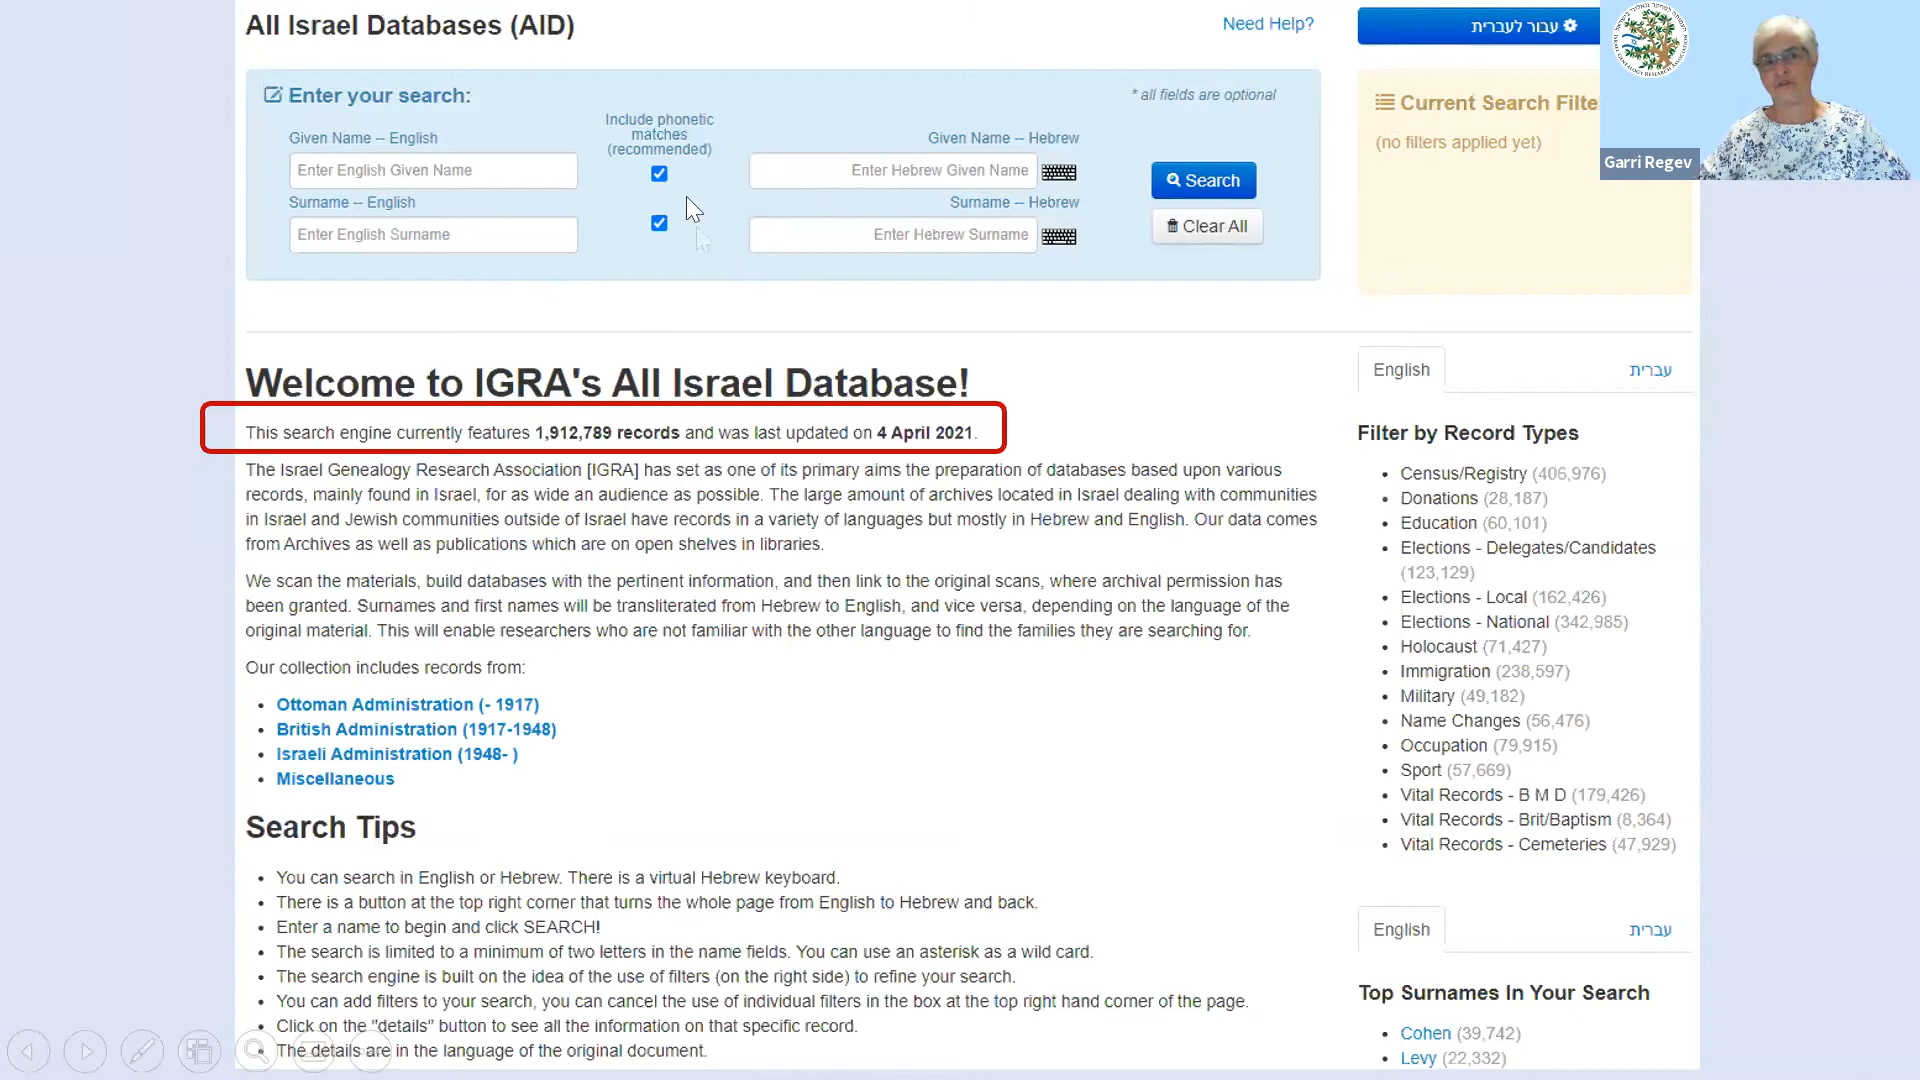 All Israel Databases (AID)
Need Help?
עבור לעברית
Enter your search:
* all fields are optional
Given Name -- English
Include phonetic
matches
(recommended)
Given Name -- Hebrew
Enter English Given Name
Enter Hebrew Given Name
Surname -- English
Surname -- Hebrew
Enter English Surname
Enter Hebrew Surname
Search
Clear All
Current Search Filte
(no filters applied yet)
Garri Regev
ISRAEL GENEALOGY RESEARCH ASSOCIATION
Welcome to IGRA's All Israel Database!
This search engine currently features 1,912,789 records and was last updated on 4 April 2021.
The Israel Genealogy Research Association [IGRA] has set as one of its primary aims the preparation of databases based upon various
records, mainly found in Israel, for as wide an audience as possible. The large amount of archives located in Israel dealing with communities
in Israel and Jewish communities outside of Israel have records in a variety of languages but mostly in Hebrew and English. Our data comes
from Archives as well as publications which are on open shelves in libraries.
We scan the materials, build databases with the pertinent information, and then link to the original scans, where archival permission has
been granted. Surnames and first names will be transliterated from Hebrew to English, and vice versa, depending on the language of the
original material. This will enable researchers who are not familiar with the other language to find the families they are searching for.
Our collection includes records from:
Ottoman Administration (- 1917)
British Administration (1917-1948)
Israeli Administration (1948- )
Miscellaneous
Search Tips
You can search in English or Hebrew. There is a virtual Hebrew keyboard.
There is a button at the top right corner that turns the whole page from English to Hebrew and back.
Enter a name to begin and click SEARCH!
The search is limited to a minimum of two letters in the name fields. You can use an asterisk as a wild card.
The search engine is built on the idea of the use of filters (on the right side) to refine your search.
You can add filters to your search, you can cancel the use of individual filters in the box at the top right hand corner of the page.
Click on the "details" button to see all the information on that specific record.
The details are in the language of the original document.
English
עברית
Filter by Record Types
Census/Registry (406,976)
Donations (28,187)
Education (60,101)
Elections - Delegates/Candidates
(123,129)
Elections - Local (162,426)
Elections - National (342,985)
Holocaust (71,427)
Immigration (238,597)
Military (49,182)
Name Changes (56,476)
Occupation (79,915)
Sport (57,669)
Vital Records - B M D (179,426)
Vital Records - Brit/Baptism (8,364)
Vital Records - Cemeteries (47,929)
English
עברית
Top Surnames In Your Search
Cohen (39,742)
Levy (22,332)